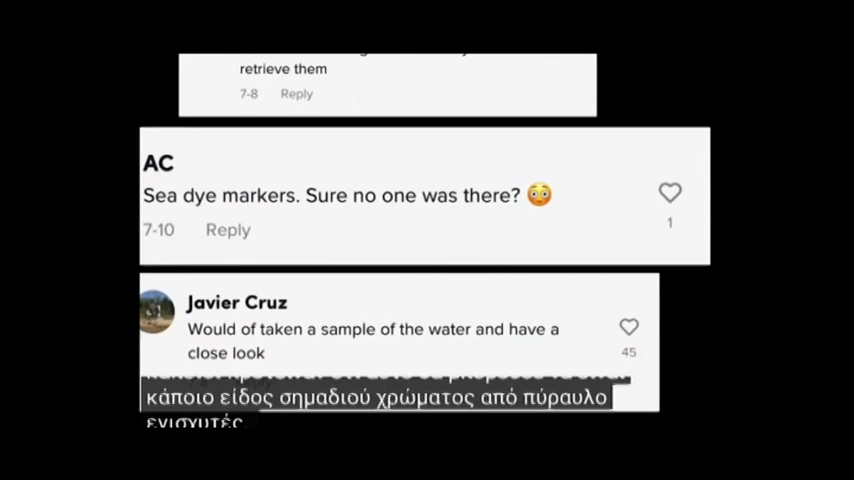 retrieve them
7-8 Reply
AC
Sea dye markers. Sure no one was there? 😳
7-10 Reply
1
Javier Cruz
Would of taken a sample of the water and have a
close look
45
κάποιο είδος σημαδιού χρώματος από πύραυλο
ενισχυτές.